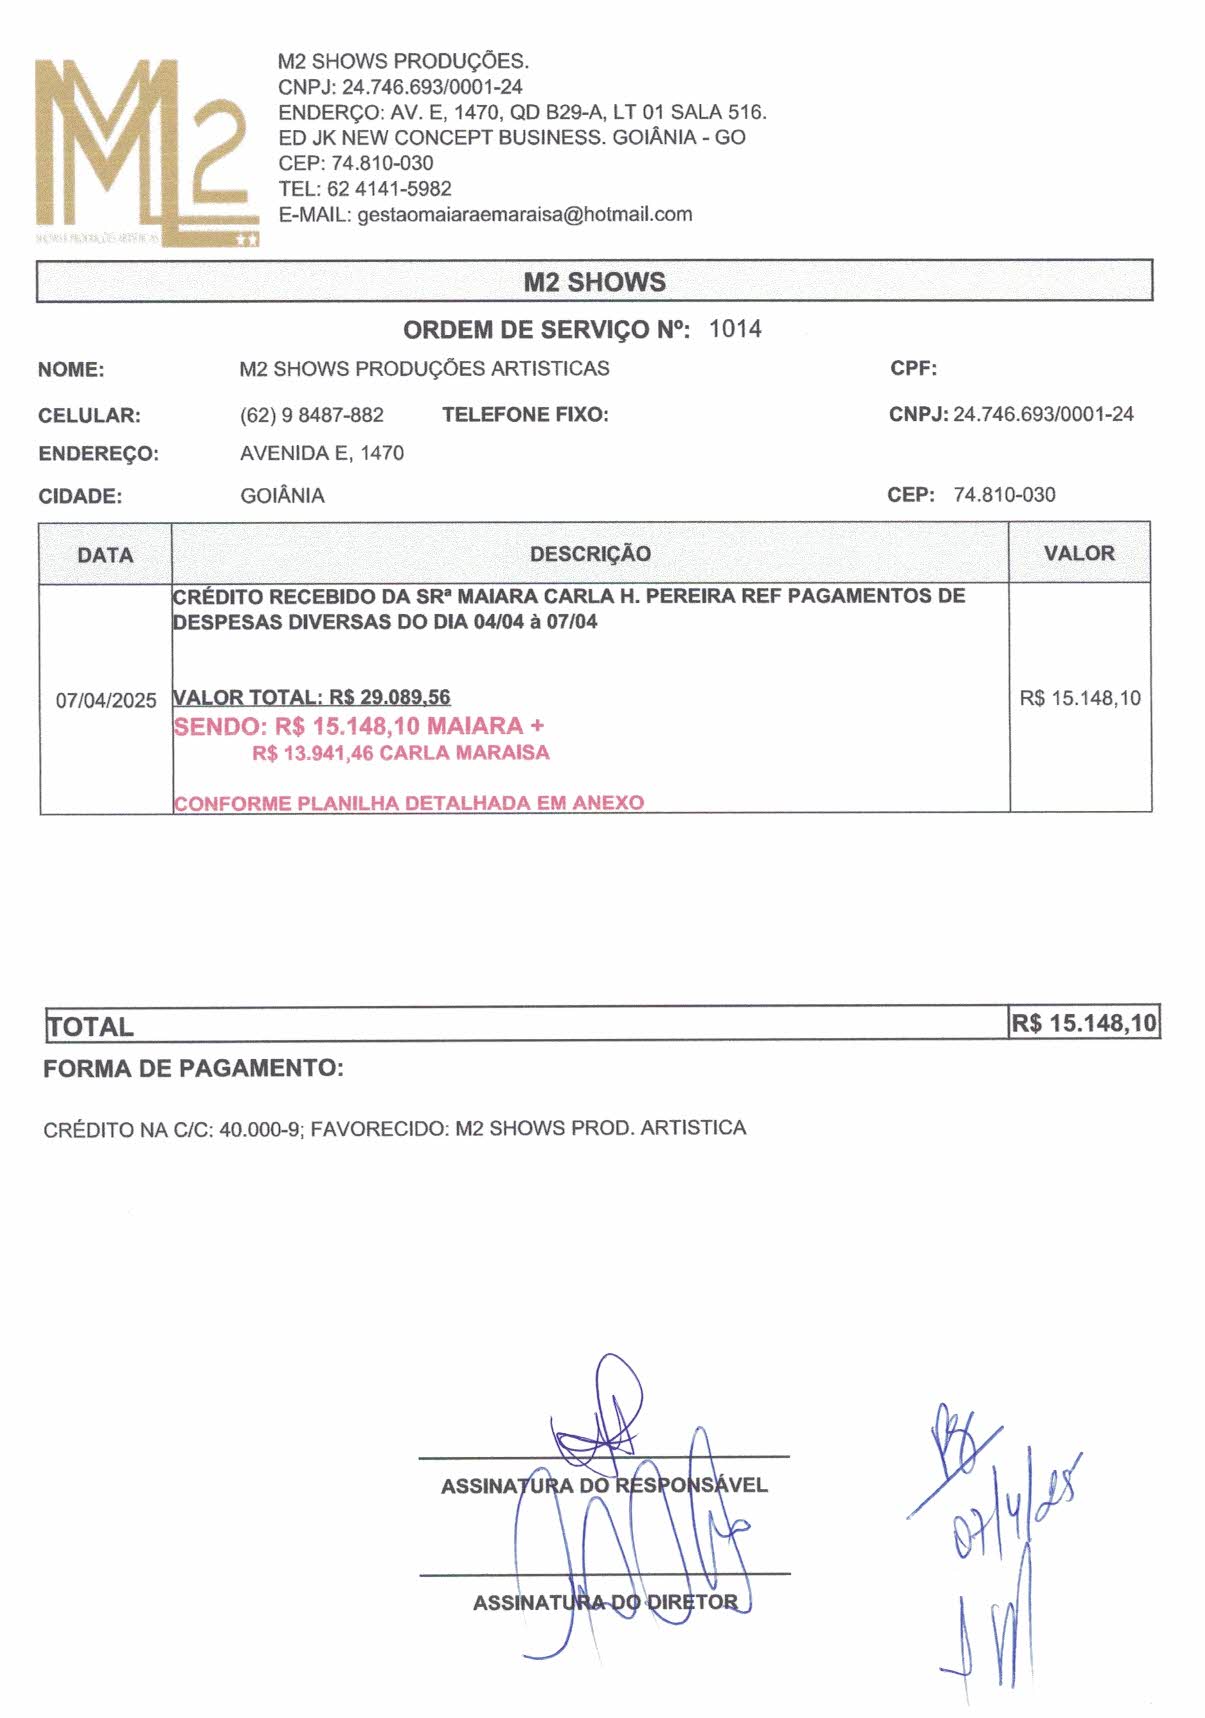 M2 SHOWS PRODUÇÕES.
CNPJ: 24.746.693/0001-24
ENDERÇO: AV. E, 1470, QD B29-A, LT 01 SALA 516.
ED JK NEW CONCEPT BUSINESS. GOIÂNIA - GO
CEP: 74.810-030
TEL: 62 4141-5982
E-MAIL: gestaomaiaraemaraisa@hotmail.com
ML2
SHOWS E PRODUÇÕES ARTISTICAS
M2 SHOWS
ORDEM DE SERVIÇO Nº: 1014
NOME: M2 SHOWS PRODUÇÕES ARTISTICAS CPF:
CELULAR: (62) 9 8487-882 TELEFONE FIXO: CNPJ: 24.746.693/0001-24
ENDEREÇO: AVENIDA E, 1470
CIDADE: GOIÂNIA CEP: 74.810-030
DATA DESCRIÇÃO VALOR
CRÉDITO RECEBIDO DA SRª MAIARA CARLA H. PEREIRA REF PAGAMENTOS DE
DESPESAS DIVERSAS DO DIA 04/04 à 07/04
07/04/2025 VALOR TOTAL: R$ 29.089,56 R$ 15.148,10
SENDO: R$ 15.148,10 MAIARA +
R$ 13.941,46 CARLA MARAISA
CONFORME PLANILHA DETALHADA EM ANEXO
TOTAL R$ 15.148,10
FORMA DE PAGAMENTO:
CRÉDITO NA C/C: 40.000-9; FAVORECIDO: M2 SHOWS PROD. ARTISTICA
ASSINATURA DO RESPONSÁVEL
07/4/25
ASSINATURA DO DIRETOR